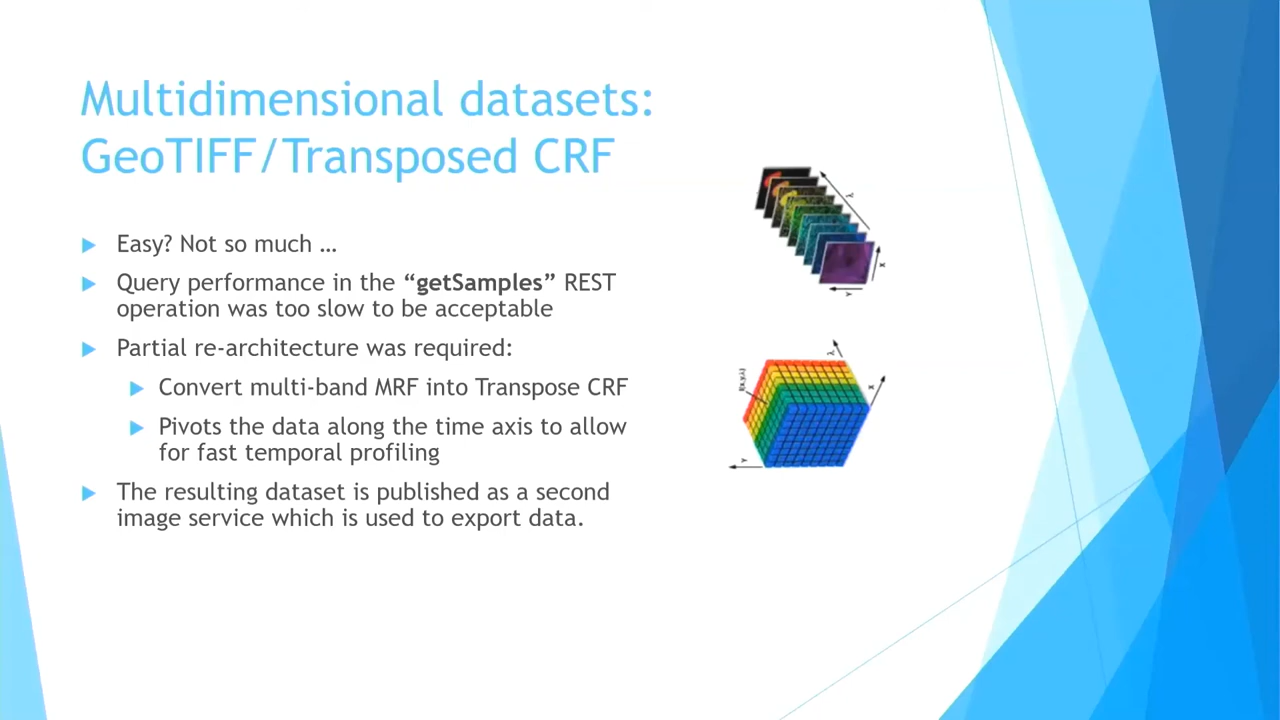 Multidimensional datasets:
GeoTIFF/Transposed CRF
Easy? Not so much …
Query performance in the “getSamples” REST
operation was too slow to be acceptable
Partial re-architecture was required:
Convert multi-band MRF into Transpose CRF
Pivots the data along the time axis to allow
for fast temporal profiling
The resulting dataset is published as a second
image service which is used to export data.
λ
X
Y
λ
I(x,y,λ)
X
Y